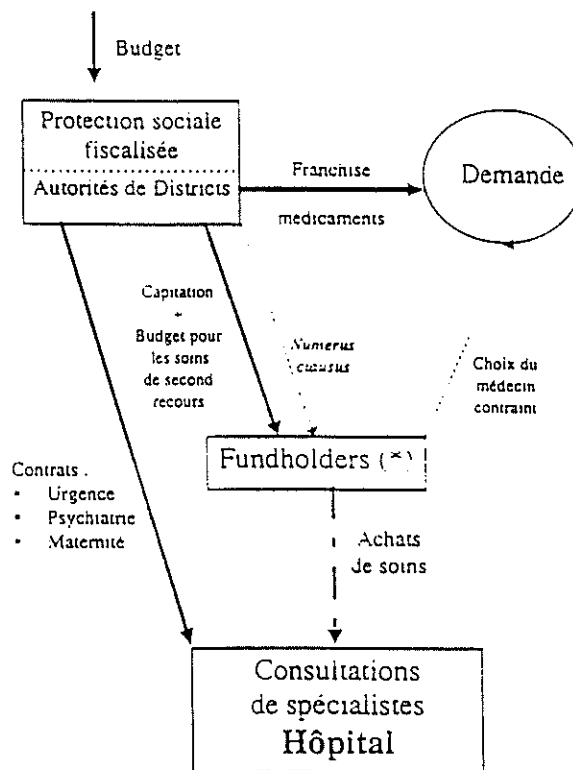 Budget
Protection sociale
fiscalisée
Autorités de Districts
Franchise
medicaments
Demande
Capitation
+
Budget pour
les soins
de second
recours
Numerus
clausus
Choix du
médecin
contraint
Fundholders (*)
Contrats :
• Urgence
• Psychiatrie
• Maternité
Achats
de soins
Consultations
de spécialistes
Hôpital